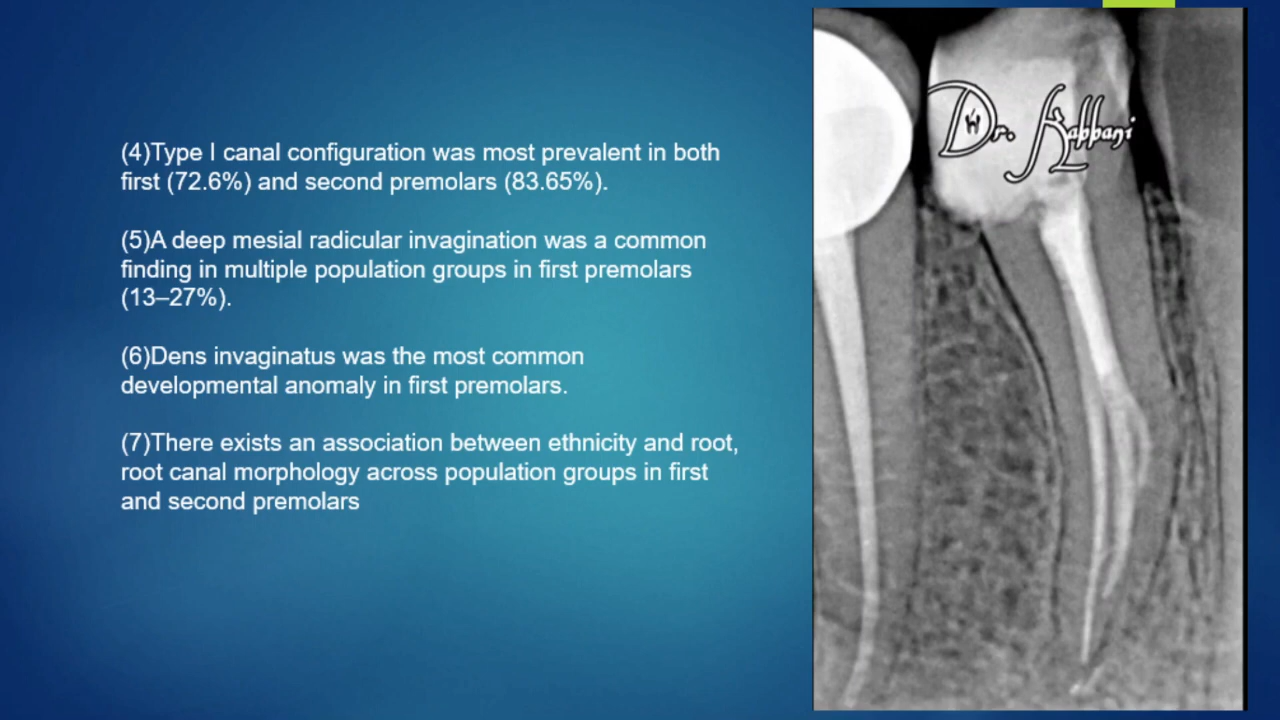 (4)Type I canal configuration was most prevalent in both
first (72.6%) and second premolars (83.65%).
(5)A deep mesial radicular invagination was a common
finding in multiple population groups in first premolars
(13–27%).
(6)Dens invaginatus was the most common
developmental anomaly in first premolars.
(7)There exists an association between ethnicity and root,
root canal morphology across population groups in first
and second premolars
Dr. Rabbani